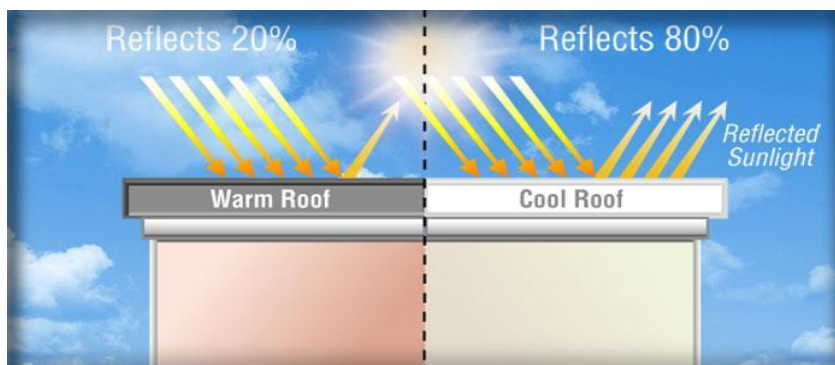 Reflects 20%
Reflects 80%
Reflected
Sunlight
Warm Roof
Cool Roof